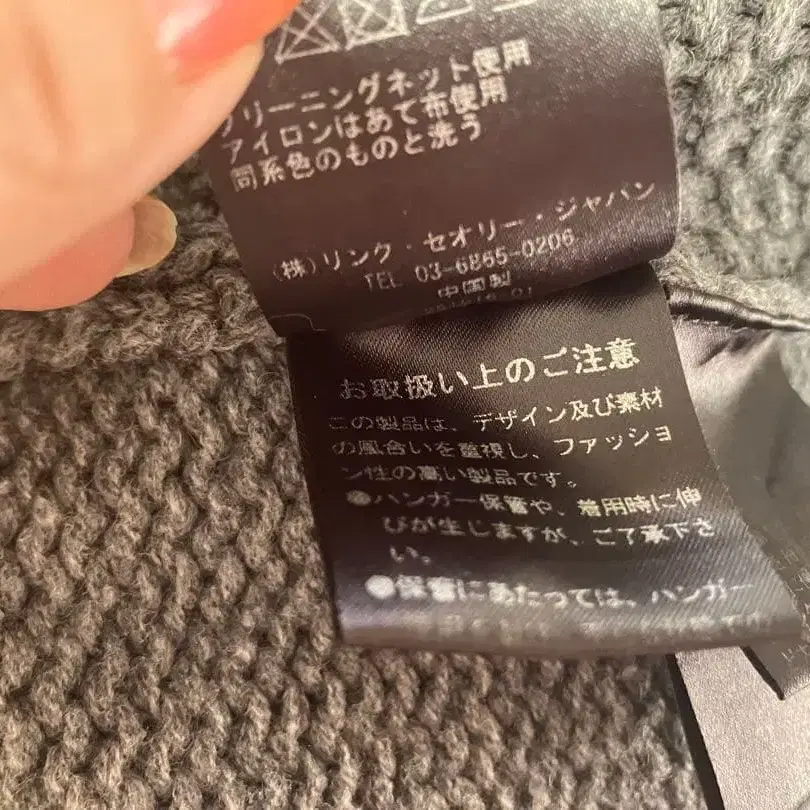 クリーニングネット使用
アイロンはあて布使用
同系色のものと洗う
(株)リンク・セオリー・ジャパン
TEL 03-6865-0206
中国製
お取扱い上のご注意
この製品は、デザイン及び素材
の風合いを重視し、ファッショ
ン性の高い製品です。
●ハンガー保管や、着用時に伸
びが生じますが、ご了承下さ
い。
●保管にあたっては、ハンガー